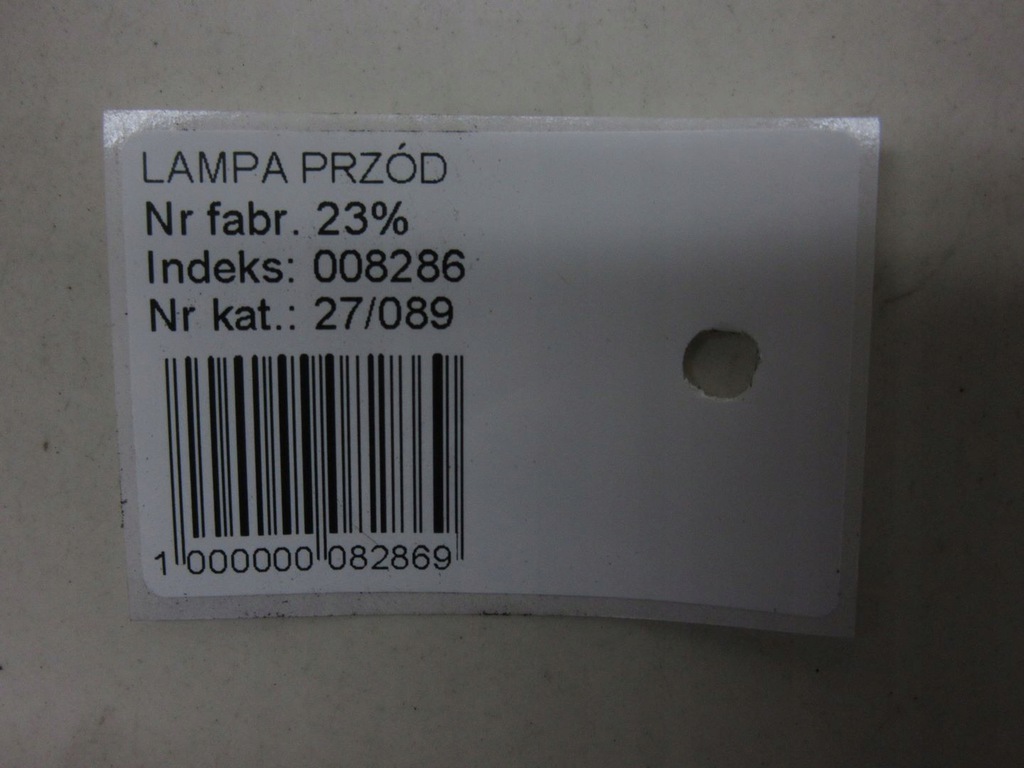 LAMPA PRZÓD
Nr fabr. 23%
Indeks: 008286
Nr kat.: 27/089
1 000000 082869